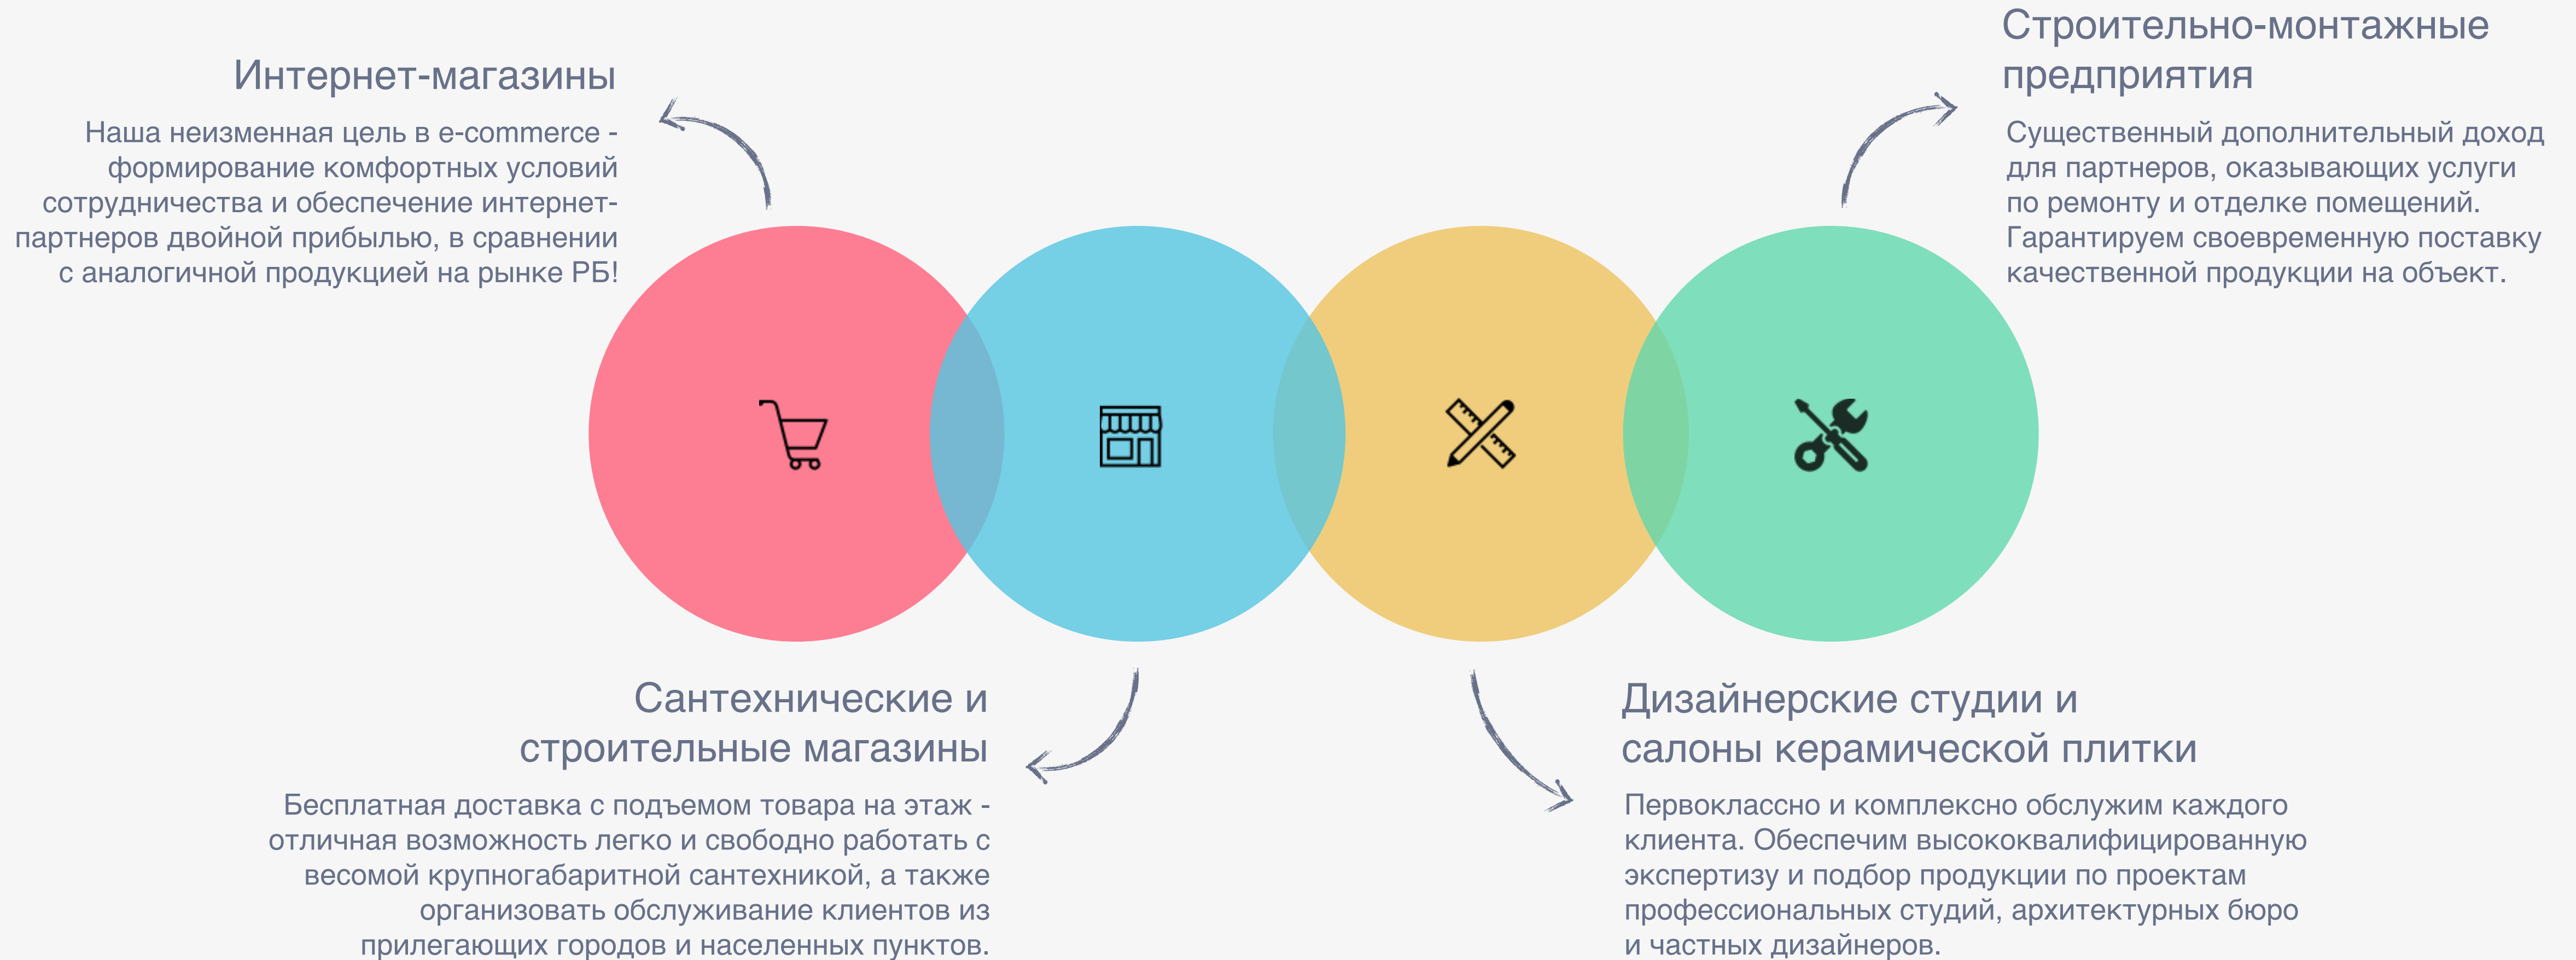 Интернет-магазины
Наша неизменная цель в e-commerce -
формирование комфортных условий
сотрудничества и обеспечение интернет-
партнеров двойной прибылью, в сравнении
с аналогичной продукцией на рынке РБ!
Строительно-монтажные
предприятия
Существенный дополнительный доход
для партнеров, оказывающих услуги
по ремонту и отделке помещений.
Гарантируем своевременную поставку
качественной продукции на объект.
Сантехнические и
строительные магазины
Бесплатная доставка с подъемом товара на этаж -
отличная возможность легко и свободно работать с
весомой крупногабаритной сантехникой, а также
организовать обслуживание клиентов из
прилегающих городов и населенных пунктов.
Дизайнерские студии и
салоны керамической плитки
Первоклассно и комплексно обслужим каждого
клиента. Обеспечим высококвалифицированную
экспертизу и подбор продукции по проектам
профессиональных студий, архитектурных бюро
и частных дизайнеров.